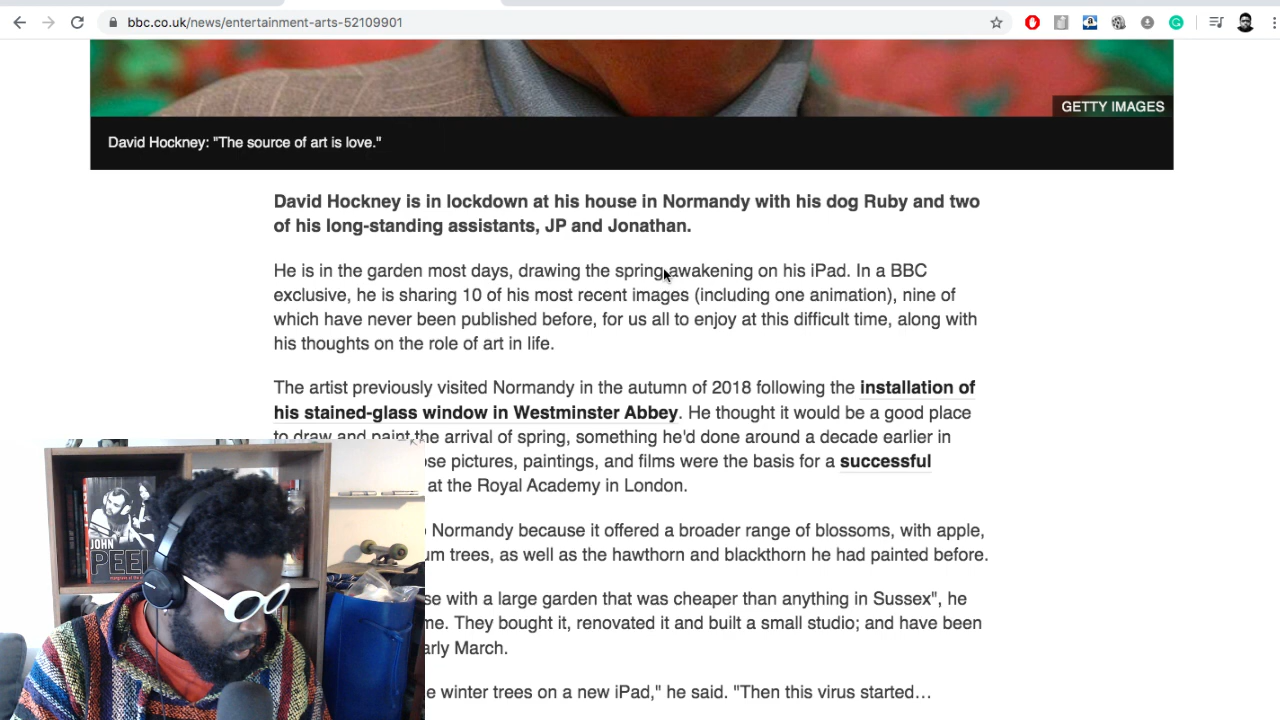 bbc.co.uk/news/entertainment-arts-52109901
GETTY IMAGES
David Hockney: "The source of art is love."
David Hockney is in lockdown at his house in Normandy with his dog Ruby and two
of his long-standing assistants, JP and Jonathan.
He is in the garden most days, drawing the spring awakening on his iPad. In a BBC
exclusive, he is sharing 10 of his most recent images (including one animation), nine of
which have never been published before, for us all to enjoy at this difficult time, along with
his thoughts on the role of art in life.
The artist previously visited Normandy in the autumn of 2018 following the installation of
his stained-glass window in Westminster Abbey. He thought it would be a good place
to draw and paint the arrival of spring, something he'd done around a decade earlier in
pictures, paintings, and films were the basis for a successful
at the Royal Academy in London.
Normandy because it offered a broader range of blossoms, with apple,
trees, as well as the hawthorn and blackthorn he had painted before.
with a large garden that was cheaper than anything in Sussex", he
They bought it, renovated it and built a small studio; and have been
March.
winter trees on a new iPad," he said. "Then this virus started…
JOHN
PEEL